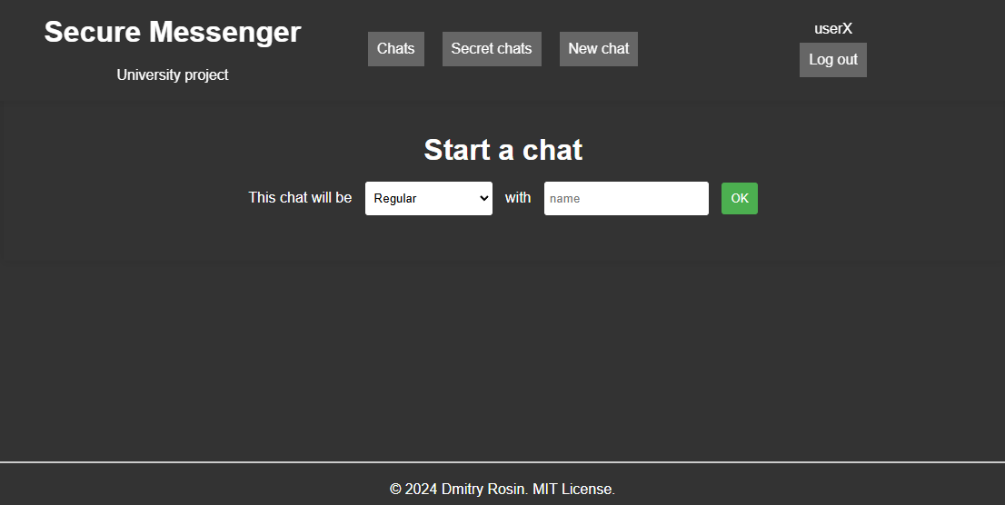 Secure Messenger
University project
Chats Secret chats New chat
userX
Log out
Start a chat
This chat will be Regular with name OK
© 2024 Dmitry Rosin. MIT License.